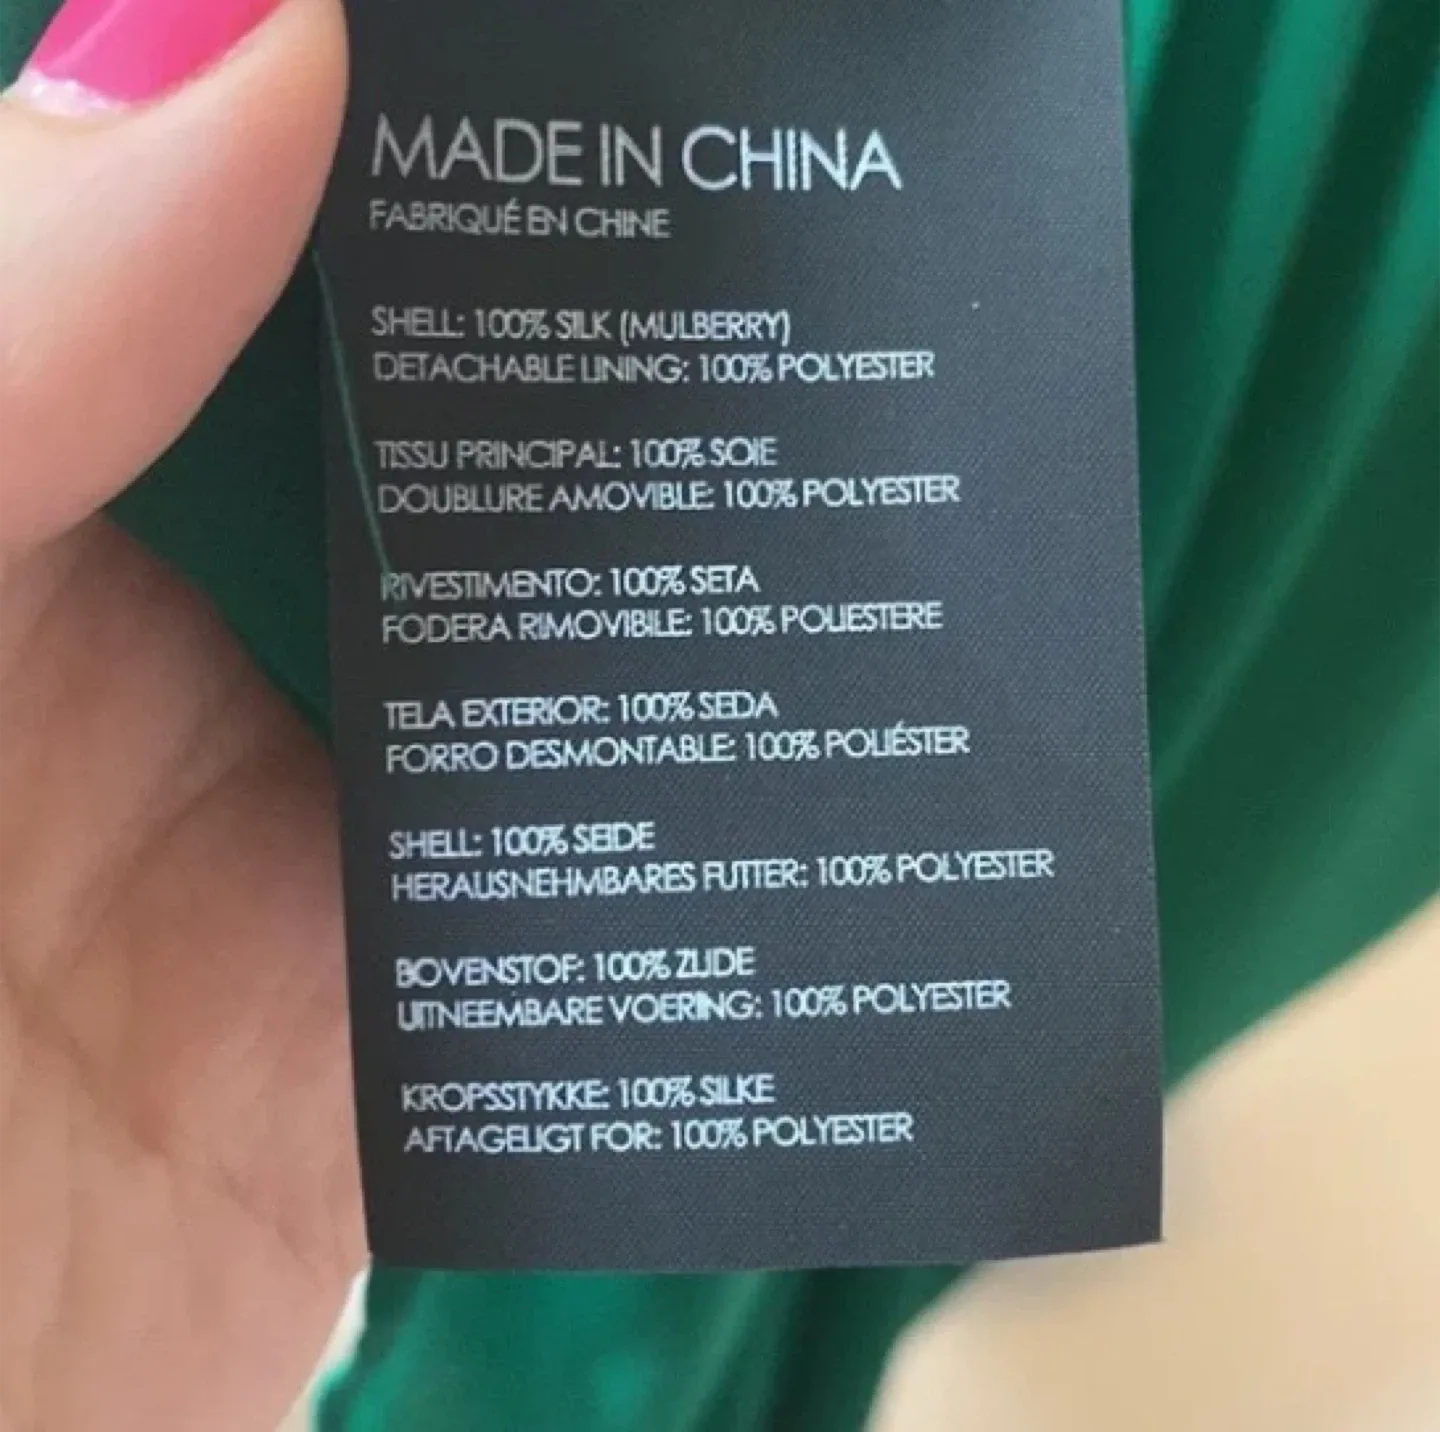 MADE IN CHINA
FABRIQUÉ EN CHINE
SHELL: 100% SILK (MULBERRY)
DETACHABLE LINING: 100% POLYESTER
TISSU PRINCIPAL: 100% SOIE
DOUBLURE AMOVIBLE: 100% POLYESTER
RIVESTIMENTO: 100% SETA
FODERA RIMOVIBILE: 100% POLIESTERE
TELA EXTERIOR: 100% SEDA
FORRO DESMONTABLE: 100% POLIÉSTER
SHELL: 100% SEIDE
HERAUSNEHMBARES FUTTER: 100% POLYESTER
BOVENSTOF: 100% ZIJDE
UITNEEMBARE VOERING: 100% POLYESTER
KROPSSTYKKE: 100% SILKE
AFTAGELIGT FOR: 100% POLYESTER